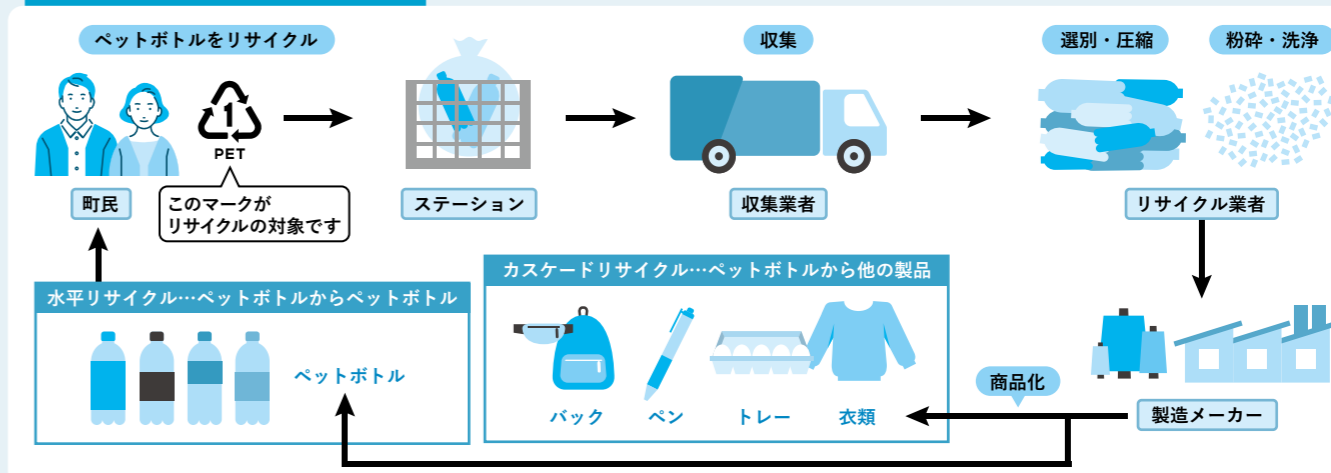 ペットボトルをリサイクル
収集
選別・圧縮
粉砕・洗浄
1
PET
町民
このマークが
リサイクルの対象です
ステーション
収集業者
リサイクル業者
水平リサイクル…ペットボトルからペットボトル
ペットボトル
カスケードリサイクル…ペットボトルから他の製品
バック
ペン
トレー
衣類
商品化
製造メーカー